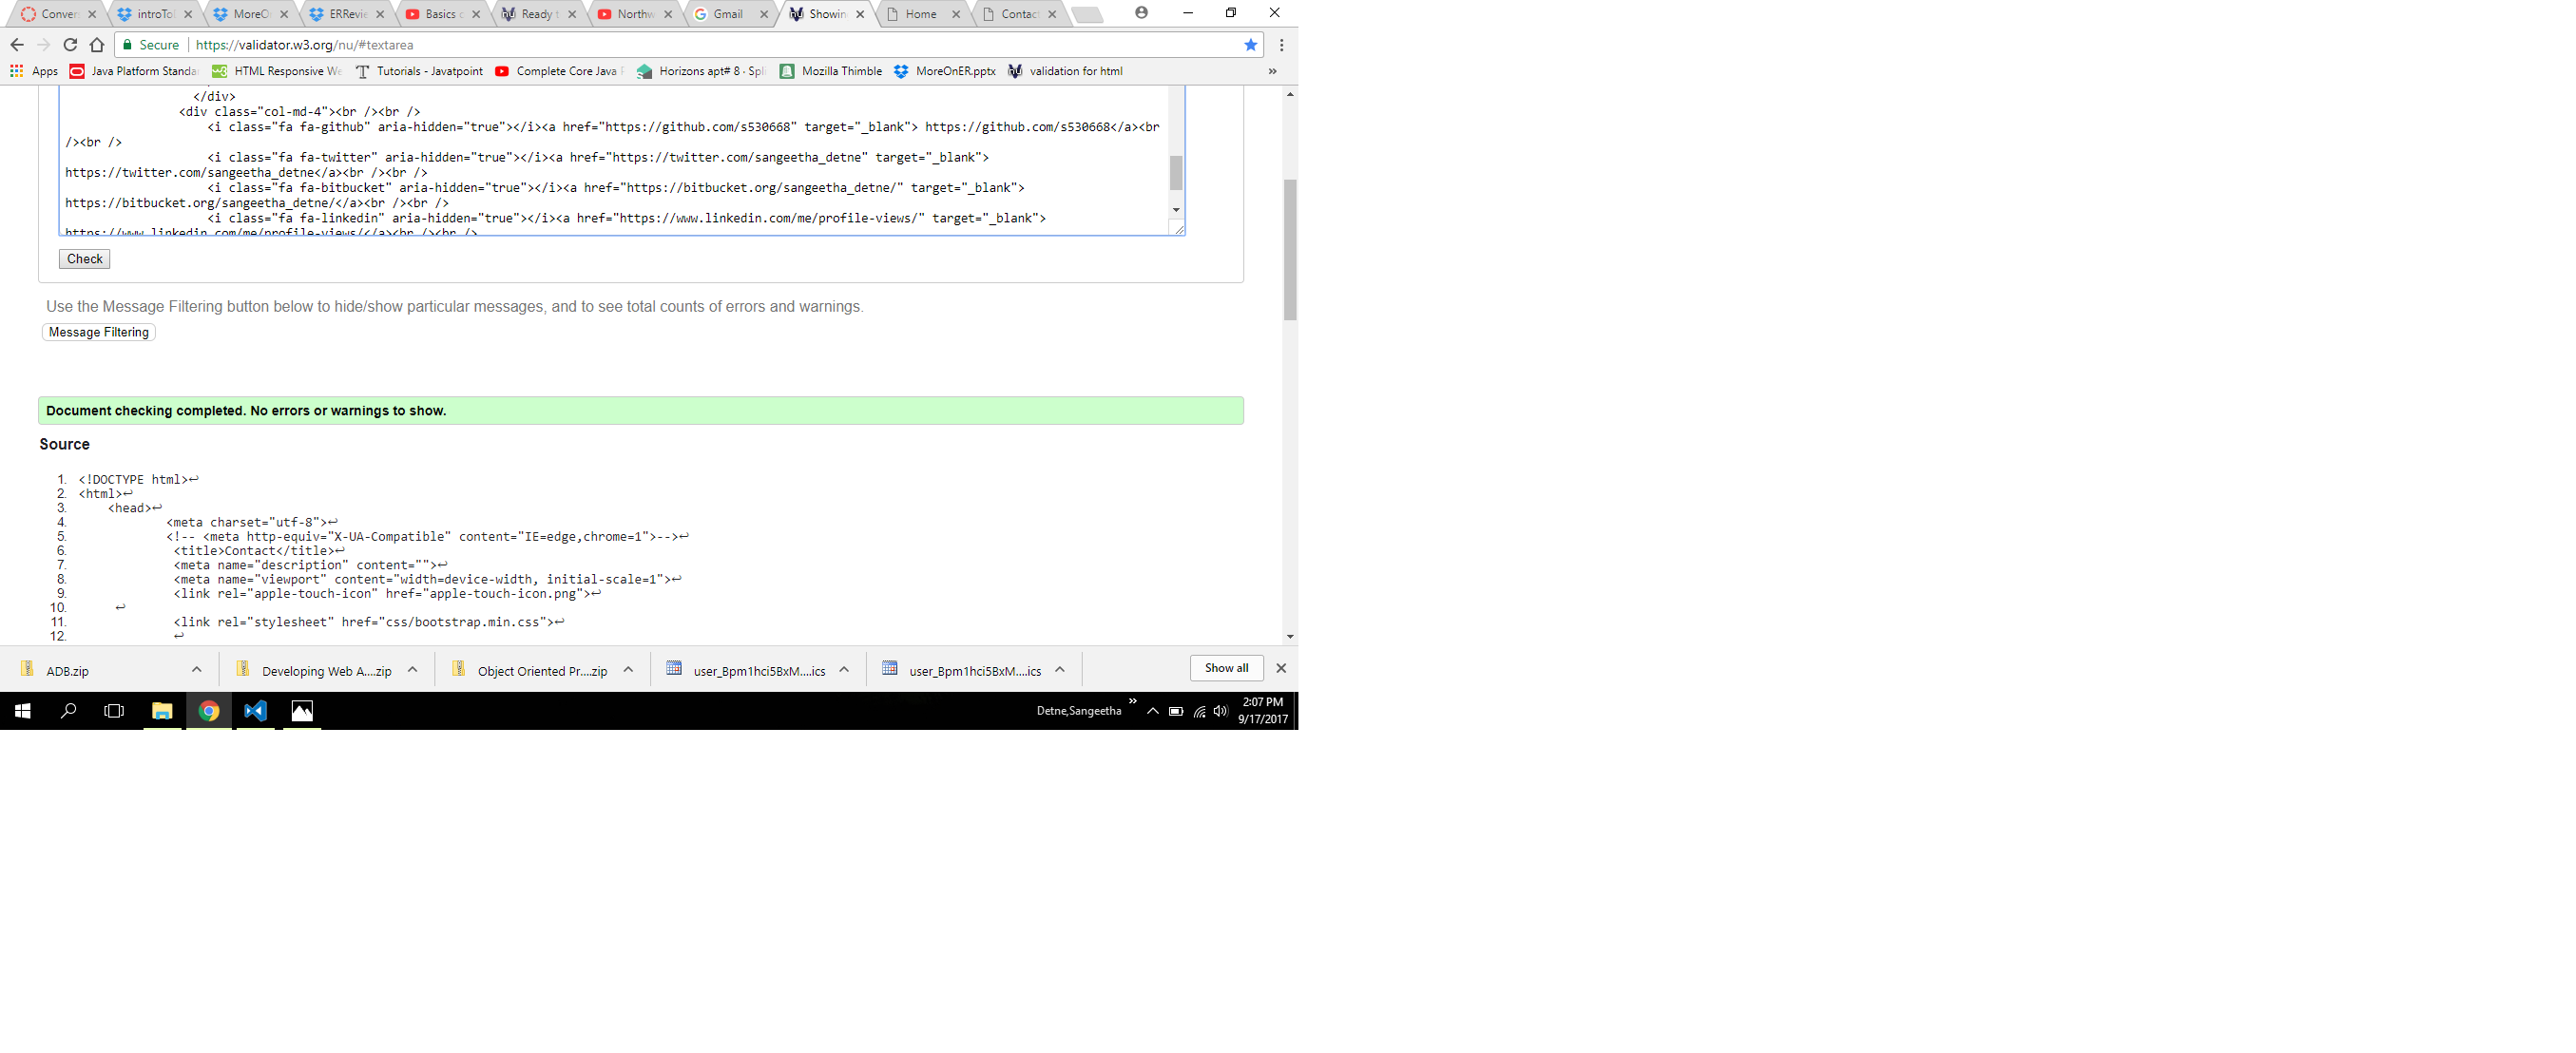 Conver
introTo
MoreO
ERRevie
Basics c
Ready t
Northw
Gmail
Showin
Home
Contac
Secure | https://validator.w3.org/nu/#textarea
Apps
Java Platform Standa
HTML Responsive We
Tutorials - Javatpoint
Complete Core Java
Horizons apt# 8 - Spli
Mozilla Thimble
MoreOnER.pptx
validation for html
»
</div>
<div class="col-md-4"><br /><br />
<i class="fa fa-github" aria-hidden="true"></i><a href="https://github.com/s530668" target="_blank"> https://github.com/s530668</a><br
/><br />
<i class="fa fa-twitter" aria-hidden="true"></i><a href="https://twitter.com/sangeetha_detne" target="_blank">
https://twitter.com/sangeetha_detne</a><br /><br />
<i class="fa fa-bitbucket" aria-hidden="true"></i><a href="https://bitbucket.org/sangeetha_detne/" target="_blank">
https://bitbucket.org/sangeetha_detne/</a><br /><br />
<i class="fa fa-linkedin" aria-hidden="true"></i><a href="https://www.linkedin.com/me/profile-views/" target="_blank">
https://www.linkedin.com/me/profile-views/</a><br /><br />
Check
Use the Message Filtering button below to hide/show particular messages, and to see total counts of errors and warnings.
Message Filtering
Document checking completed. No errors or warnings to show.
Source
1. <!DOCTYPE html>↩
2. <html>↩
3. <head>↩
4. <meta charset="utf-8">↩
5. <!-- <meta http-equiv="X-UA-Compatible" content="IE=edge,chrome=1">-->↩
6. <title>Contact</title>↩
7. <meta name="description" content="">↩
8. <meta name="viewport" content="width=device-width, initial-scale=1">↩
9. <link rel="apple-touch-icon" href="apple-touch-icon.png">↩
10. ↩
11. <link rel="stylesheet" href="css/bootstrap.min.css">↩
12. ↩
ADB.zip
Developing Web A....zip
Object Oriented Pr....zip
user_Bpm1hci5BxM....ics
user_Bpm1hci5BxM....ics
Show all
Detne,Sangeetha
»
2:07 PM
9/17/2017